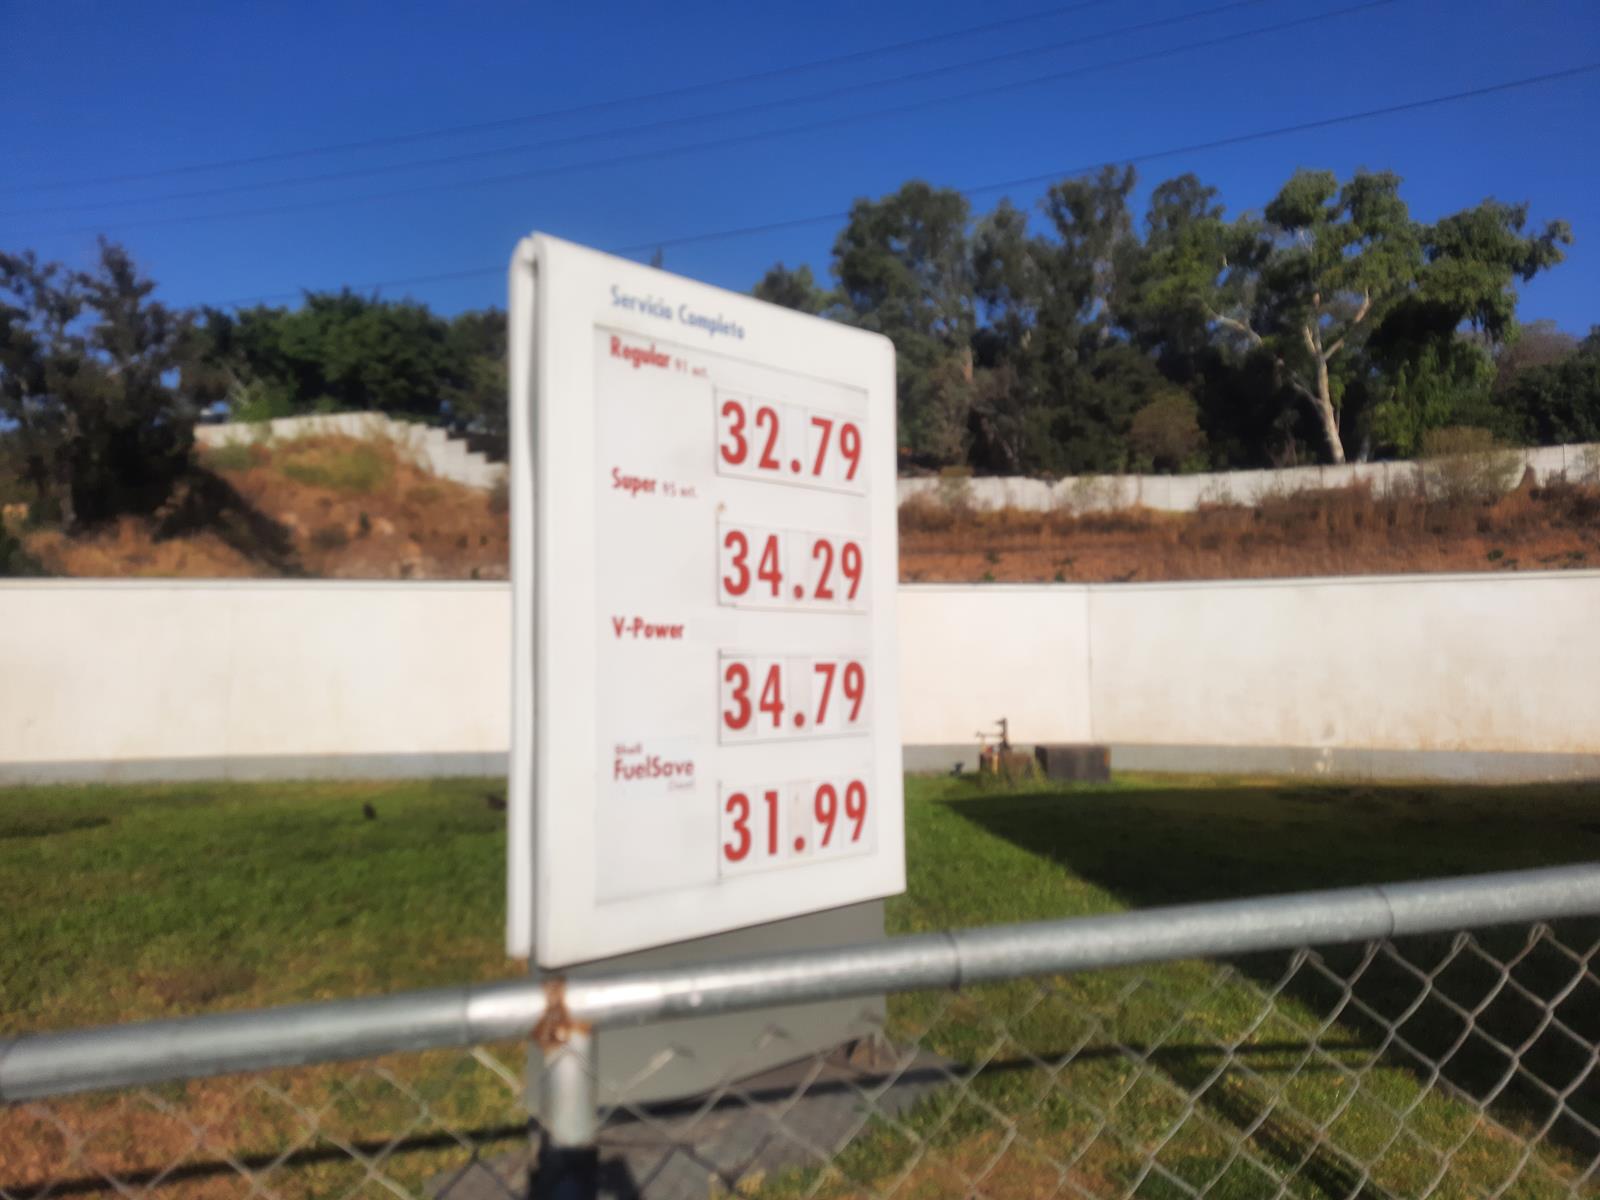 Servicio Completo
Regular 91 oct.
32.79
Super 95 oct.
34.29
V-Power
34.79
Shell
FuelSave
31.99